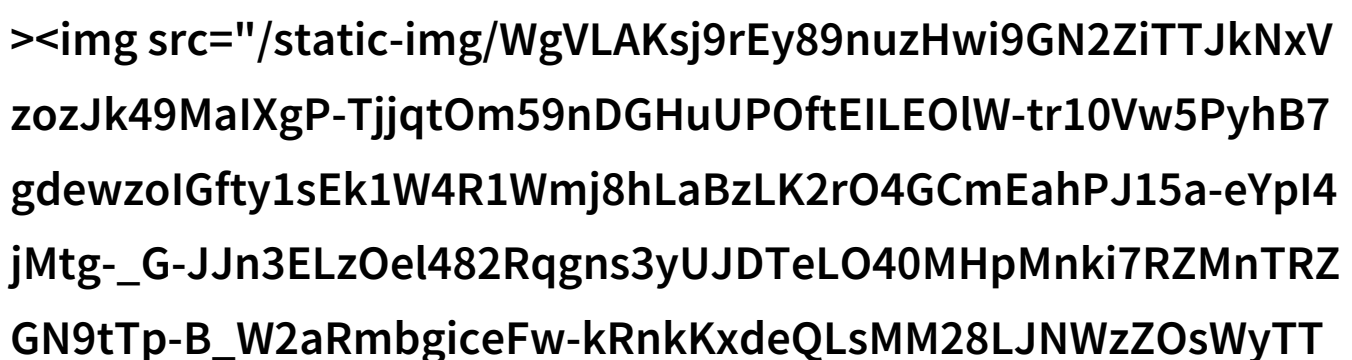 ><img src="/static-img/WgVLAKsj9rEy89nuzHwi9GN2ZiTTJkNxV
zozJk49MaIXgP-TjjqtOm59nDGHuUPOftEILEOlW-tr10Vw5PyhB7
gdewzoIGfty1sEk1W4R1Wmj8hLaBzLK2rO4GCmEahPJ15a-eYpI4
jMtg-_G-JJn3ELzOel482Rqgns3yUJDTeLO40MHpMnki7RZMnTRZ
GN9tTp-B_W2aRmbgiceFw-kRnkKxdeQLsMM28LJNWzZOsWyTT